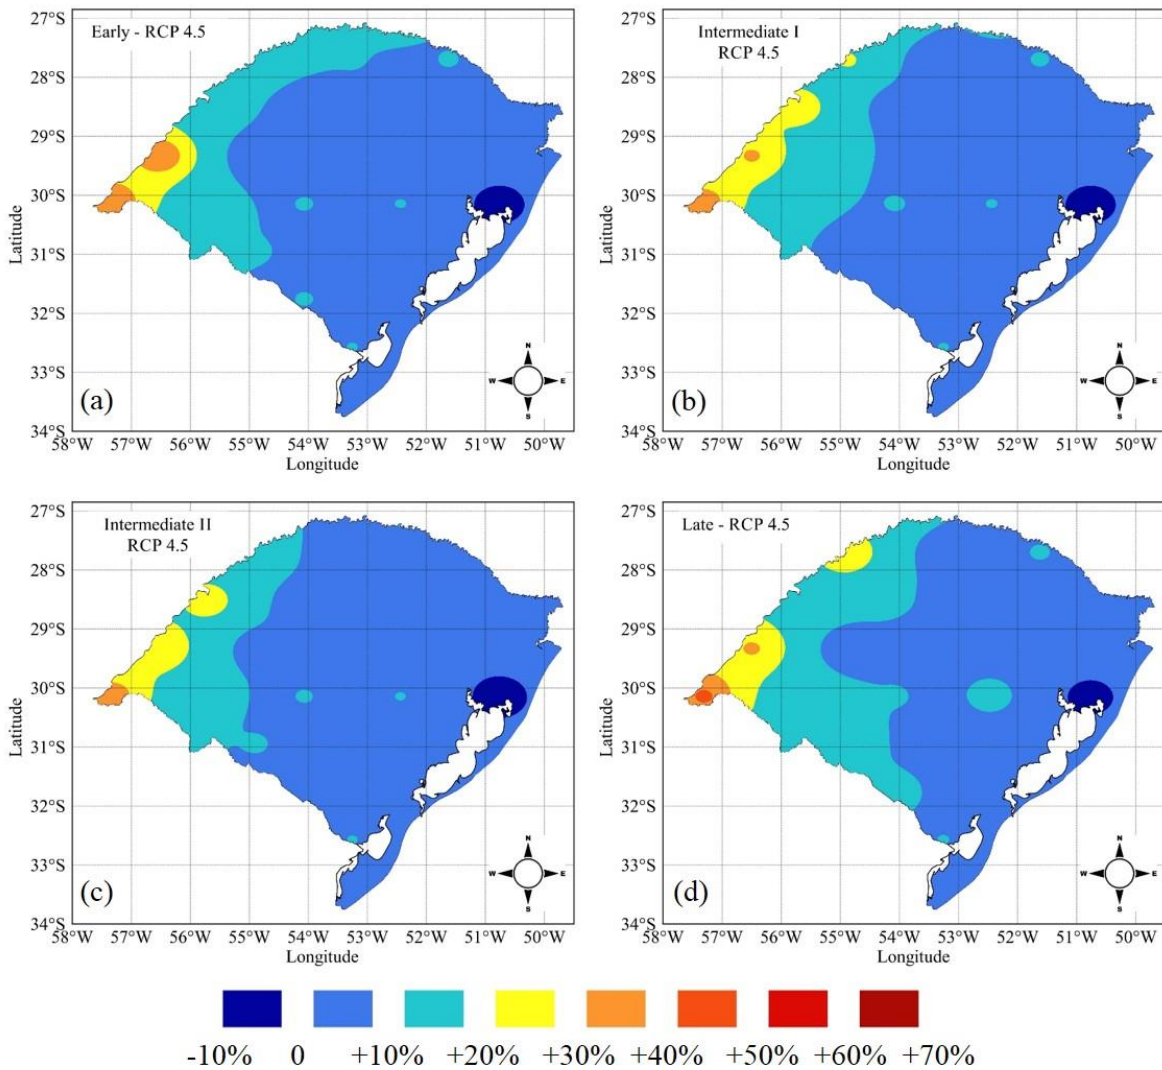 27°S
28°S
29°S
30°S
31°S
32°S
33°S
34°S
Latitude
Early - RCP 4.5
(a)
N
W E
S
58°W 57°W 56°W 55°W 54°W 53°W 52°W 51°W 50°W
Longitude
27°S
28°S
29°S
30°S
31°S
32°S
33°S
34°S
Latitude
Intermediate I
RCP 4.5
(b)
N
W E
S
58°W 57°W 56°W 55°W 54°W 53°W 52°W 51°W 50°W
Longitude
27°S
28°S
29°S
30°S
31°S
32°S
33°S
34°S
Latitude
Intermediate II
RCP 4.5
(c)
N
W E
S
58°W 57°W 56°W 55°W 54°W 53°W 52°W 51°W 50°W
Longitude
27°S
28°S
29°S
30°S
31°S
32°S
33°S
34°S
Latitude
Late - RCP 4.5
(d)
N
W E
S
58°W 57°W 56°W 55°W 54°W 53°W 52°W 51°W 50°W
Longitude
-10% 0 +10% +20% +30% +40% +50% +60% +70%